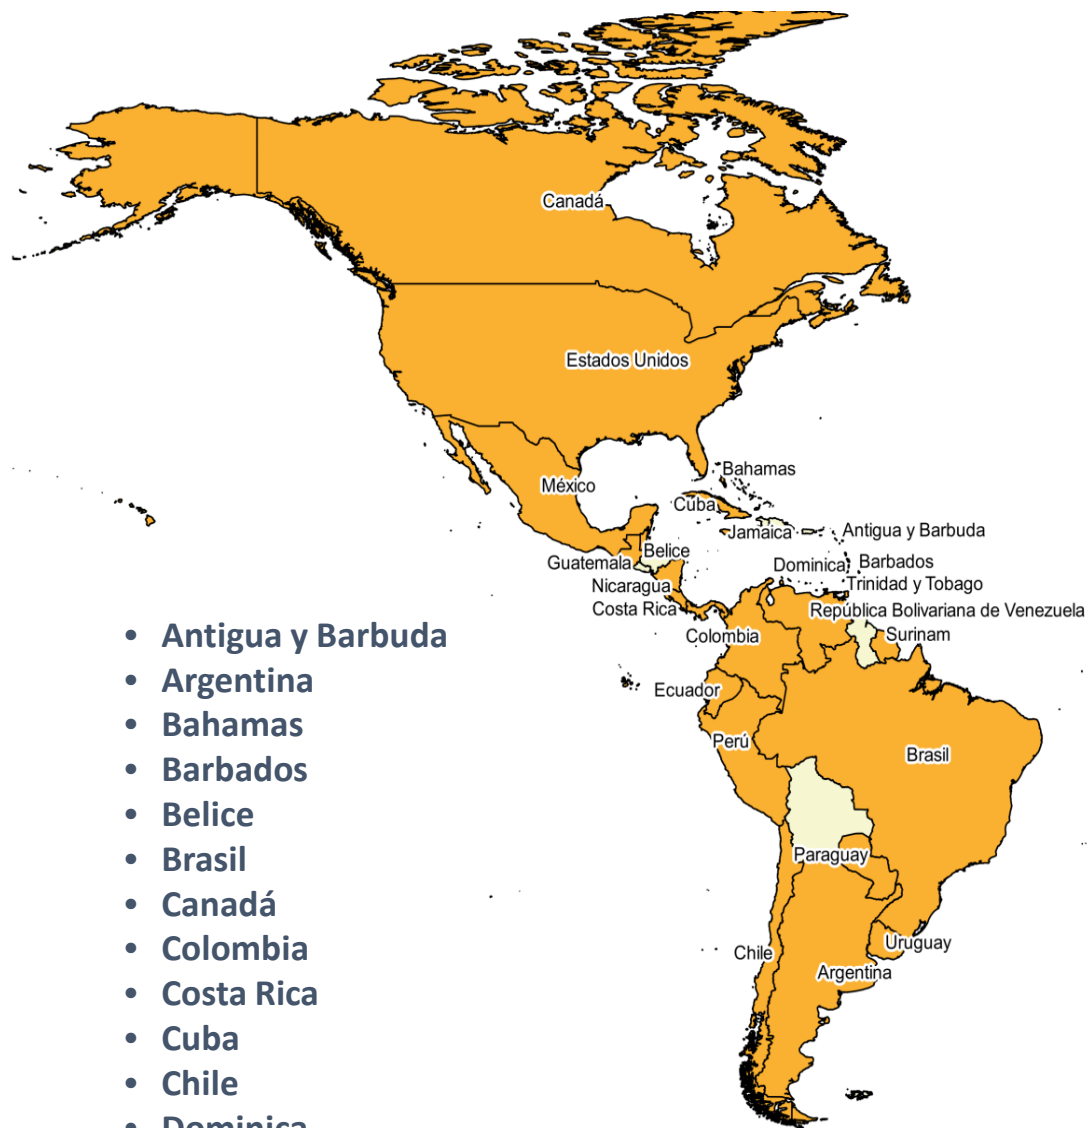 Canadá
Estados Unidos
Bahamas
México
Cuba
Jamaica
Antigua y Barbuda
Belice
Guatemala
Dominica
Barbados
Nicaragua
Trinidad y Tobago
Costa Rica
República Bolivariana de Venezuela
Colombia
Surinam
Ecuador
Perú
Brasil
Paraguay
Uruguay
Chile
Argentina
• Antigua y Barbuda
• Argentina
• Bahamas
• Barbados
• Belice
• Brasil
• Canadá
• Colombia
• Costa Rica
• Cuba
• Chile
• Dominica